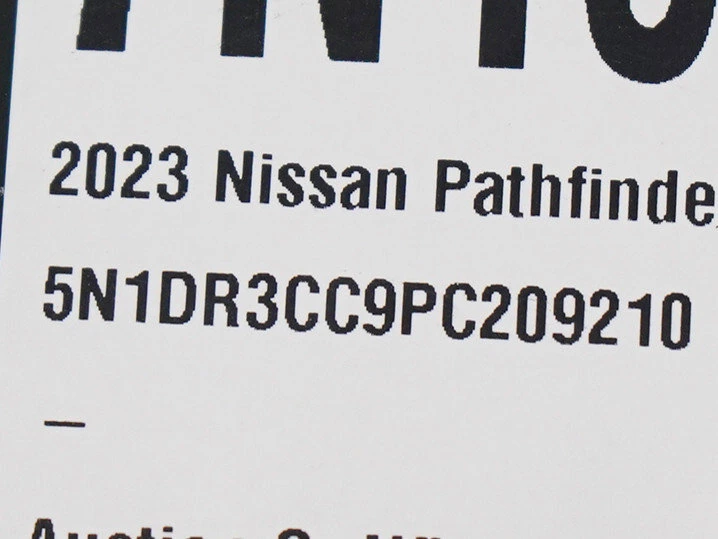 2023 Nissan Pathfinde
5N1DR3CC9PC209210
–